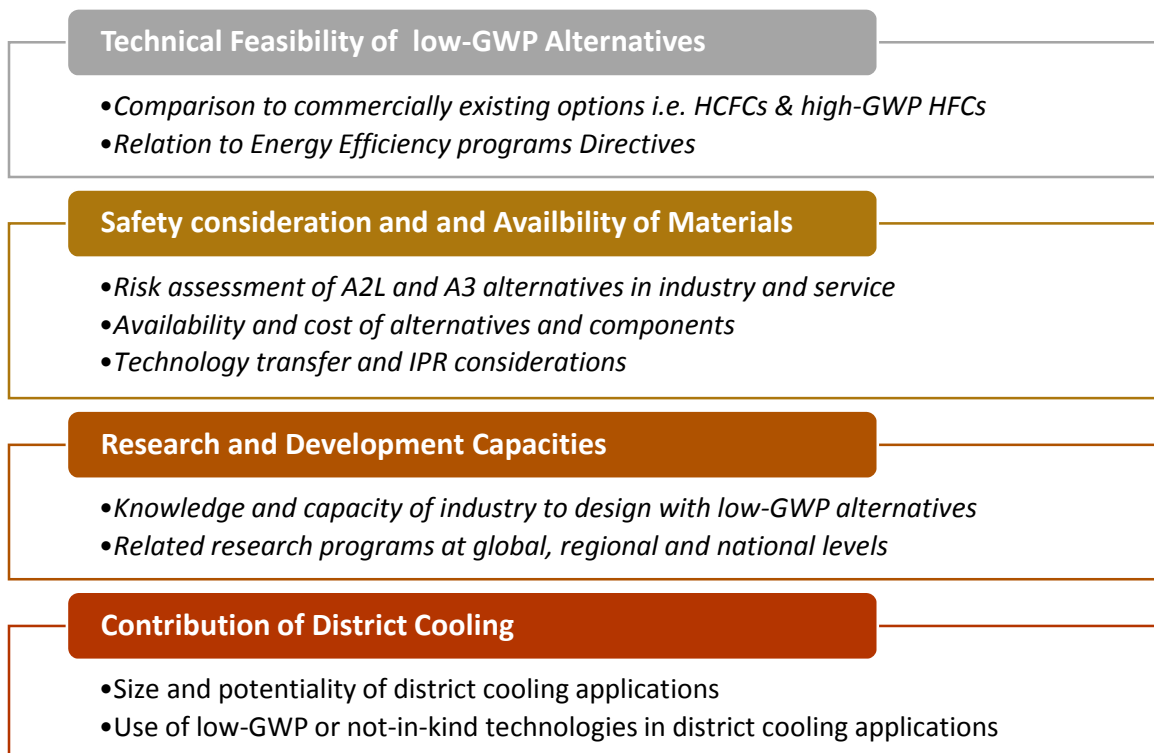 Technical Feasibility of low-GWP Alternatives
•Comparison to commercially existing options i.e. HCFCs & high-GWP HFCs
•Relation to Energy Efficiency programs Directives
Safety consideration and and Availbility of Materials
•Risk assessment of A2L and A3 alternatives in industry and service
•Availability and cost of alternatives and components
•Technology transfer and IPR considerations
Research and Development Capacities
•Knowledge and capacity of industry to design with low-GWP alternatives
•Related research programs at global, regional and national levels
Contribution of District Cooling
•Size and potentiality of district cooling applications
•Use of low-GWP or not-in-kind technologies in district cooling applications